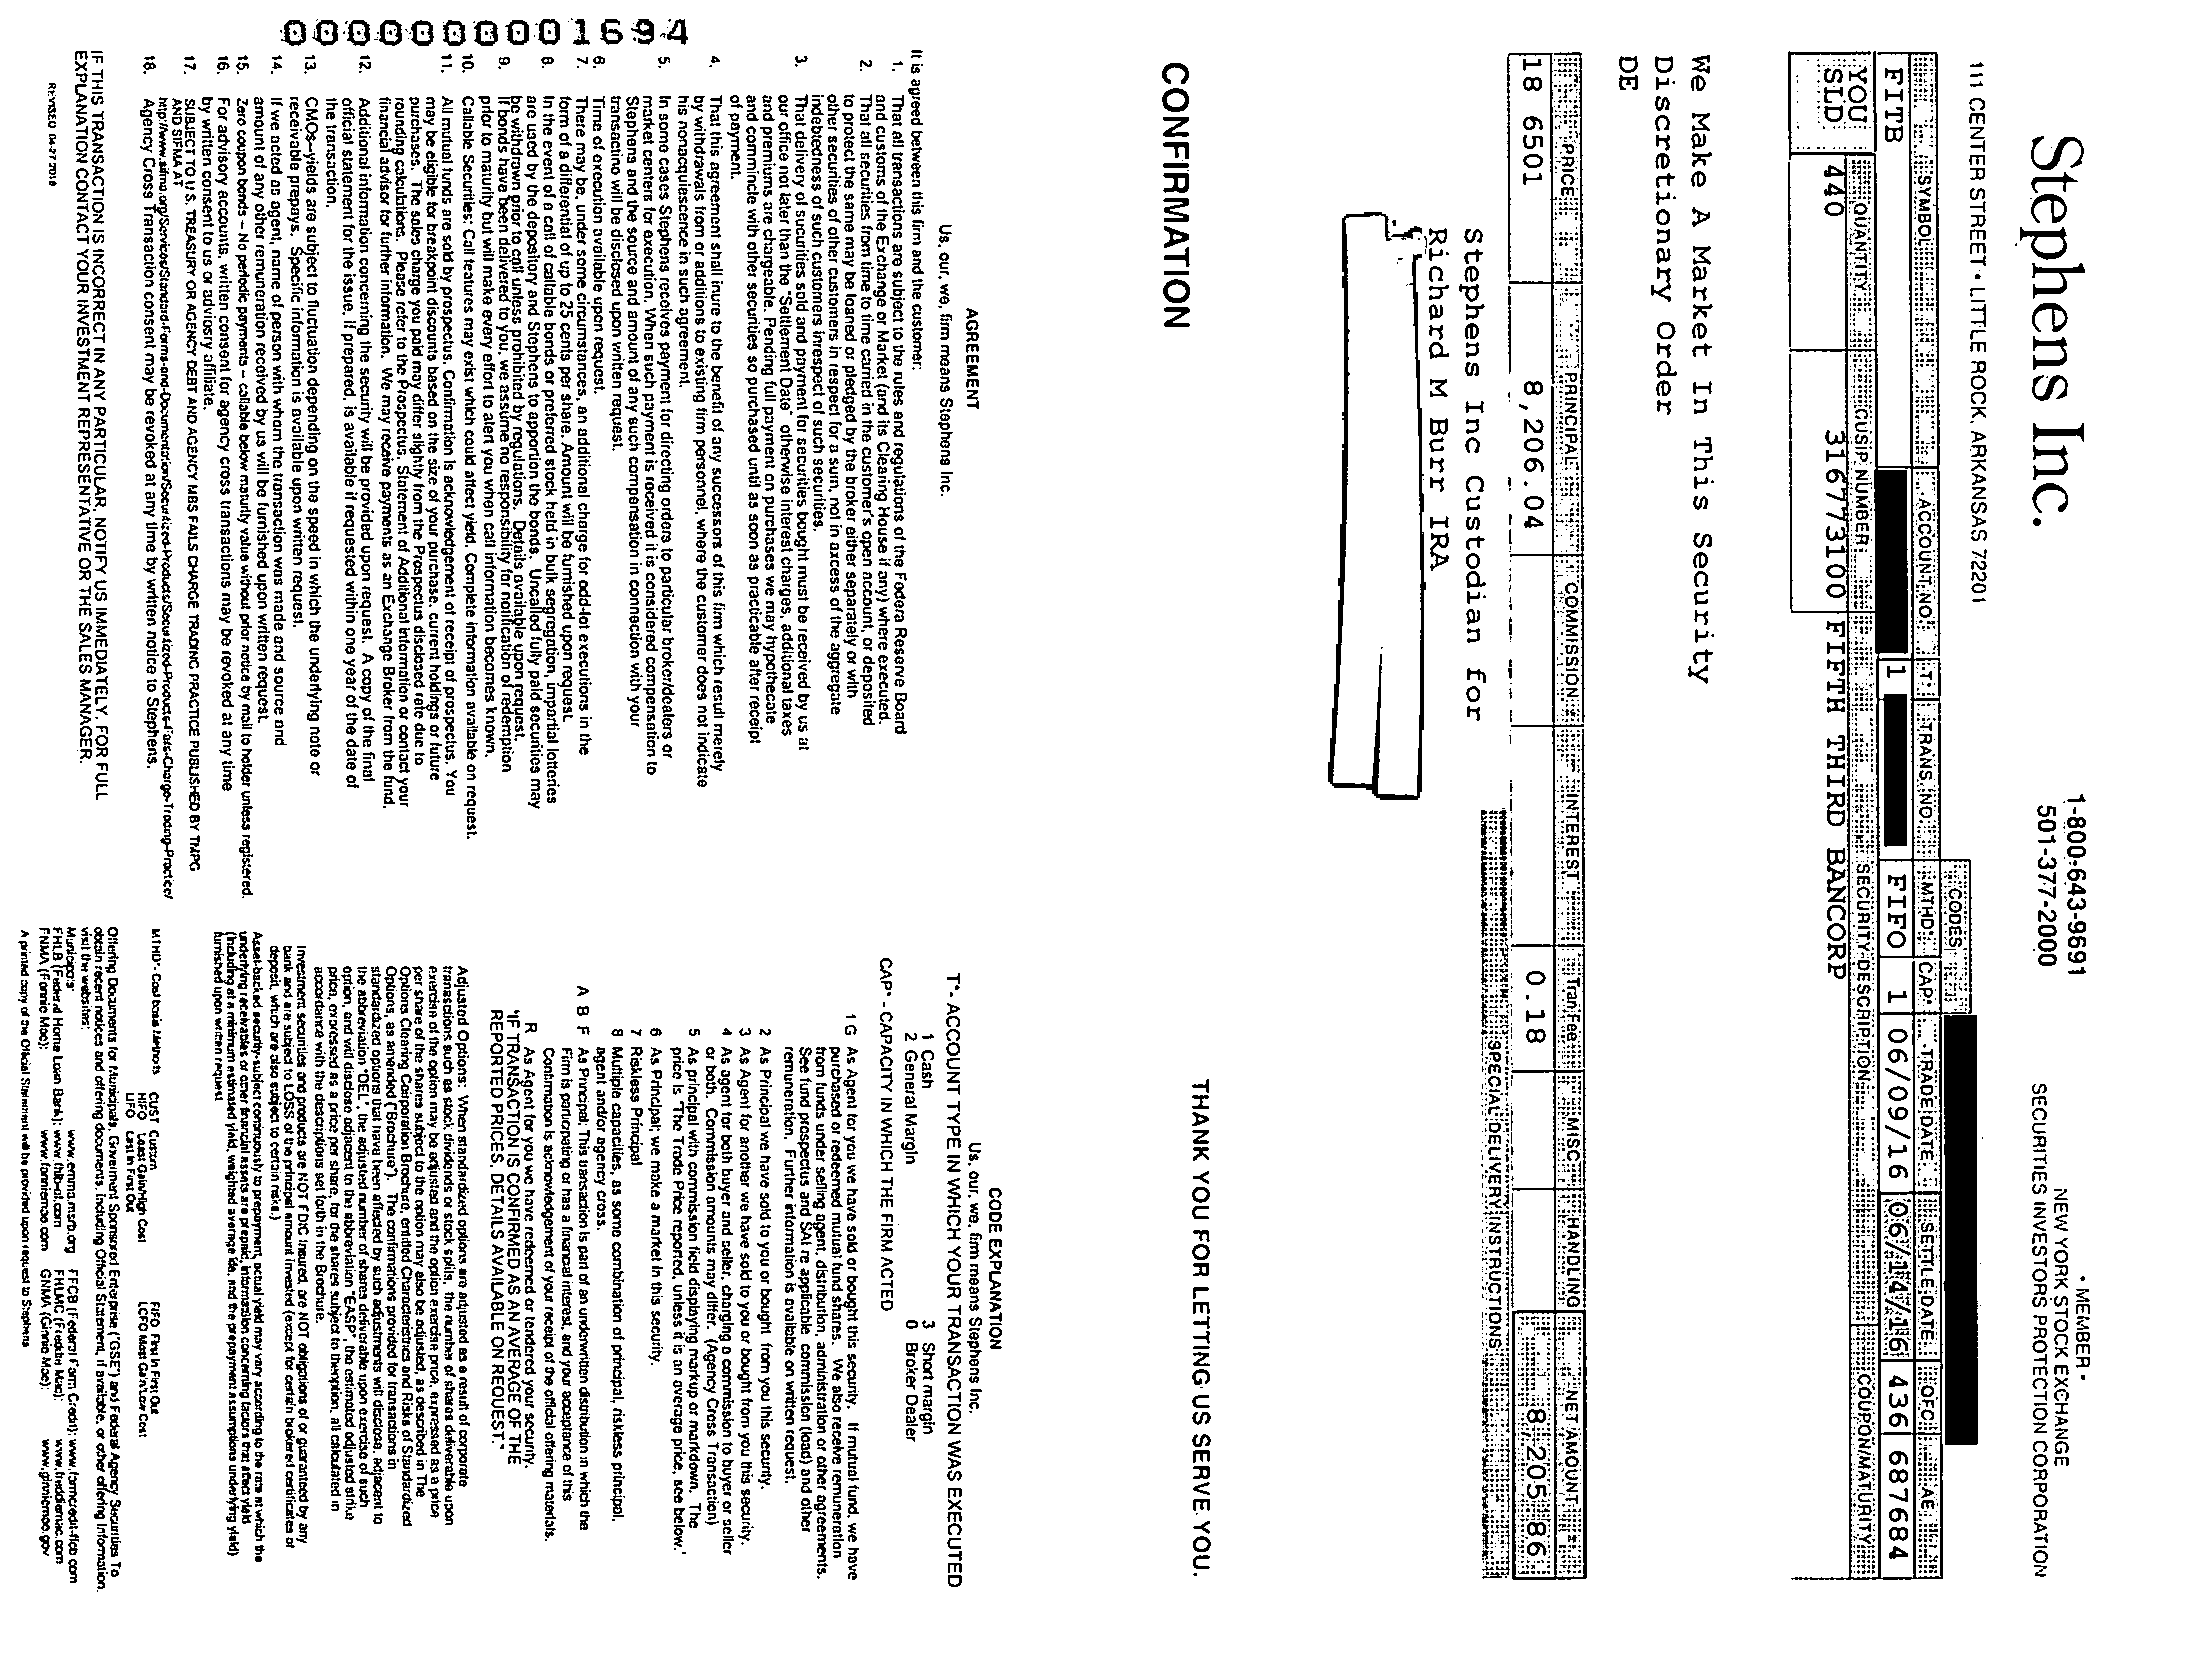 Stephens Inc.
111 CENTER STREET • LITTLE ROCK, ARKANSAS 72201
1-800-643-9691
501-377-2000
• MEMBER •
NEW YORK STOCK EXCHANGE
SECURITIES INVESTORS PROTECTION CORPORATION
CODES
SYMBOL ACCOUNT NO. T* TRANS. NO MTHD* CAP* TRADE DATE SETTLE DATE OFC AE
FITB 1 FIFO 1 06/09/16 06/14/16 436 687684
YOU
SLD
QUANTITY CUSIP NUMBER SECURITY DESCRIPTION COUPON/MATURITY
440 316773100 FIFTH THIRD BANCORP
We Make A Market In This Security
Discretionary Order
DE
PRICE PRINCIPAL COMMISSION INTEREST Tran Fee MISC HANDLING NET AMOUNT
18 6501 8,206.04 0.18 8 205 86
SPECIAL DELIVERY INSTRUCTIONS
Stephens Inc Custodian for
Richard M Burr IRA
CONFIRMATION
THANK YOU FOR LETTING US SERVE YOU.
AGREEMENT
Us, our, we, firm means Stephens Inc.
It is agreed between this firm and the customer:
1. That all transactions are subject to the rules and regulations of the Federa Reserve Board
and customs of the Exchange or Market (and its Clearing House if any) where executed.
2. That all securities from time to time carried in the customer's open account, or deposited
to protect the same may be loaned or pledged by the broker either separately or with
other securities of other customers in respect for a sum, not in excess of the aggregate
indebtedness of such customers irrespect of such securities.
3. That delivery of securities sold and payment for securities bought must be received by us at
our office not later than the "Settlement Date" otherwise interest charges, additional taxes
and premiums are chargeable. Pending full payment on purchases we may hypothecate
and commincle with other securities so purchased until as soon as practicable after receipt
of payment.
4. That this agreement shall inure to the benefit of any successors of this firm which result merely
by withdrawals from or additions to existing firm personnel, where the customer does not indicate
his nonacquiescence in such agreement.
5. In some cases Stephens receives payment for directing orders to particular broker/dealers or
market centers for execution. When such payment is received it is considered compensation to
Stephens and the source and amount of any such compensation in connection with your
transactino will be disclosed upon written request.
6. Time of execution available upon request.
7. There may be, under some circumstances, an additional charge for odd-lot executions in the
form of a differential of up to 25 cents per share. Amount will be furnished upon request.
8. In the event of a call of callable bonds or preferred stock held in bulk segregation, impartial lotteries
are used by the depository and Stephens to apportion the bonds. Uncalled fully paid securities may
be withdrawn prior to call unless prohibited by regulations. Details available upon request.
9. If bonds have been delivered to you, we assume no responsibility for notification of redemption
prior to maturity but will make every effort to alert you when call information becomes known.
10. Callable Securities: Call features may exist which could affect yield. Complete information available on request.
11. All mutual funds are sold by prospectus. Confirmation is acknowledgement of receipt of prospectus. You
may be eligible for breakpoint discounts based on the size of your purchase, current holdings or future
purchases. The sales charge you paid may differ slightly from the Prospectus disclosed rate due to
rounding calculations. Please refer to the Prospectus, Statement of Additional Information or contact your
financial advisor for further information. We may receive payments as an Exchange Broker from the fund.
12. Additional information concerning the security will be provided upon request. A copy of the final
official statement for the issue, if prepared, is available if requested within one year of the date of
the transaction.
13. CMOs--yields are subject to fluctuation depending on the speed in which the underlying note or
receivable prepays. Specific information is available upon written request.
14. If we acted as agent, name of person with whom the transaction was made and source and
amount of any other remuneration received by us will be furnished upon written request.
15. Zero coupon bonds – No periodic payments – callable below maturity value without prior notice by mail to holder unless registered.
16. For advisory accounts, written consent for agency cross transactions may be revoked at any time
by written consent to us or advisory affiliate.
17. SUBJECT TO U.S. TREASURY OR AGENCY DEBT AND AGENCY MBS FAILS CHARGE TRADING PRACTICE PUBLISHED BY TMPG
AND SIFMA AT
http://www.sifma.org/Services/Standard-Forms-and-Documentation/Securitized-Products/Securitized-Products-Fails-Charge-Trading-Practice/
18. Agency Cross Transaction consent may be revoked at any time by written notice to Stephens.
IF THIS TRANSACTION IS INCORRECT IN ANY PARTICULAR, NOTIFY US IMMEDIATELY. FOR FULL
EXPLANATION CONTACT YOUR INVESTMENT REPRESENTATIVE OR THE SALES MANAGER.
REVISED 04-27-2016
CODE EXPLANATION
Us, our, we, firm means Stephens Inc.
T*- ACCOUNT TYPE IN WHICH YOUR TRANSACTION WAS EXECUTED
1 Cash 3 Short margin
2 General Margin 0 Broker Dealer
CAP* - CAPACITY IN WHICH THE FIRM ACTED
1 G As Agent for you we have sold or bought this security. If mutual fund, we have
purchased or redeemed mutual fund shares. We also receive remuneration
from funds under selling agent, distribution, administration or other agreements.
See fund prospectus and SAI re applicable commission (load) and other
remuneration. Further information is available on written request.
2 As Principal we have sold to you or bought from you this security.
3 As Agent for another we have sold to you or bought from you this security.
4 As agent for both buyer and seller, charging a commission to buyer or seller
or both. Commission amounts may differ. (Agency Cross Transaction)
5 As principal with commission field displaying markup or markdown. The
price is "The Trade Price reported, unless it is an average price, see below."
6 As Principal; we make a market in this security.
7 Riskless Principal
8 Multiple capacities, as some combination of principal, riskless principal,
agent and/or agency cross.
A B F As Principal, This transaction is part of an underwritten distribution in which the
Firm is participating or has a financial interest, and your acceptance of this
Confirmation is acknowledgement of your receipt of the official offering materials.
R As Agent for you we have redeemed or tendered your security.
"IF TRANSACTION IS CONFIRMED AS AN AVERAGE OF THE
REPORTED PRICES, DETAILS AVAILABLE ON REQUEST."
Adjusted Options: When standardized options are adjusted as a result of corporate
transactions such as stock dividends or stock splits, the number of shares deliverable upon
exercise of the option may be adjusted and the option exercise price, expressed as a price
per share of the shares subject to the option may also be adjusted, as described in The
Options Clearing Corporation Brochure, entitled Characteristics and Risks of Standardized
Options, as amended ("Brochure"). The confirmations provided for transactions in
standardized options that have been affected by such adjustments will disclose, adjacent to
the abbreviation "DEL", the adjusted number of shares deliverable upon exercise of such
option, and will disclose adjacent to the abbreviation "EASP", the estimated adjusted strike
price, expressed as a price per share, for the shares subject to the option, all calculated in
accordance with the descriptions set forth in the Brochure.
Investment securities and products are NOT FDIC Insured, are NOT obligations of or guaranteed by any
bank and are subject to LOSS of the principal amount invested (except for certain brokered certificates of
deposit, which are also subject to certain risks.)
Asset-backed security-subject continuously to prepayment, actual yield may vary according to the rate at which the
underlying receivables or other financial assets are prepaid, information concerning factors that affect yield
(including at a minimum estimated yield, weighted average life, and the prepayment assumptions underlying yield)
furnished upon written request
MTHD*- Cost basis Methods CUST Custom FIFO First In First Out
HIFO Least Gain/High Cost LCFO Most Gain/Low Cost
LIFO Last In First Out
Offering Documents for Municipals, Government Sponsored Enterprise ("GSE") and Federal Agency Securities To
obtain recent notices and offering documents, including Official Statement, if available, or other offering information,
visit the websites:
Municipals: www.emma.msrb.org FFCB (Federal Farm Credit): www.farmcredit-ffcb.com
FHLB (Federal Home Loan Bank): www.fhlb-of.com FHLMC (Freddie Mac): www.freddiemac.com
FNMA (Fannie Mae): www.fanniemae.com GNMA (Ginnie Mae): www.ginniemae.gov
A printed copy of the Official Statement will be provided upon request to Stephens
000000001694